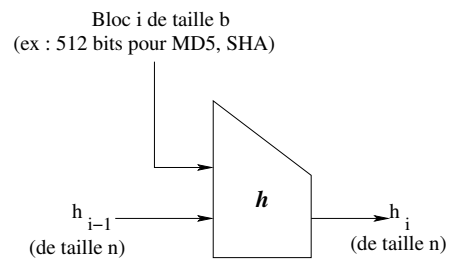 Bloc i de taille b
(ex : 512 bits pour MD5, SHA)
h
h i−1
h i
(de taille n)
(de taille n)